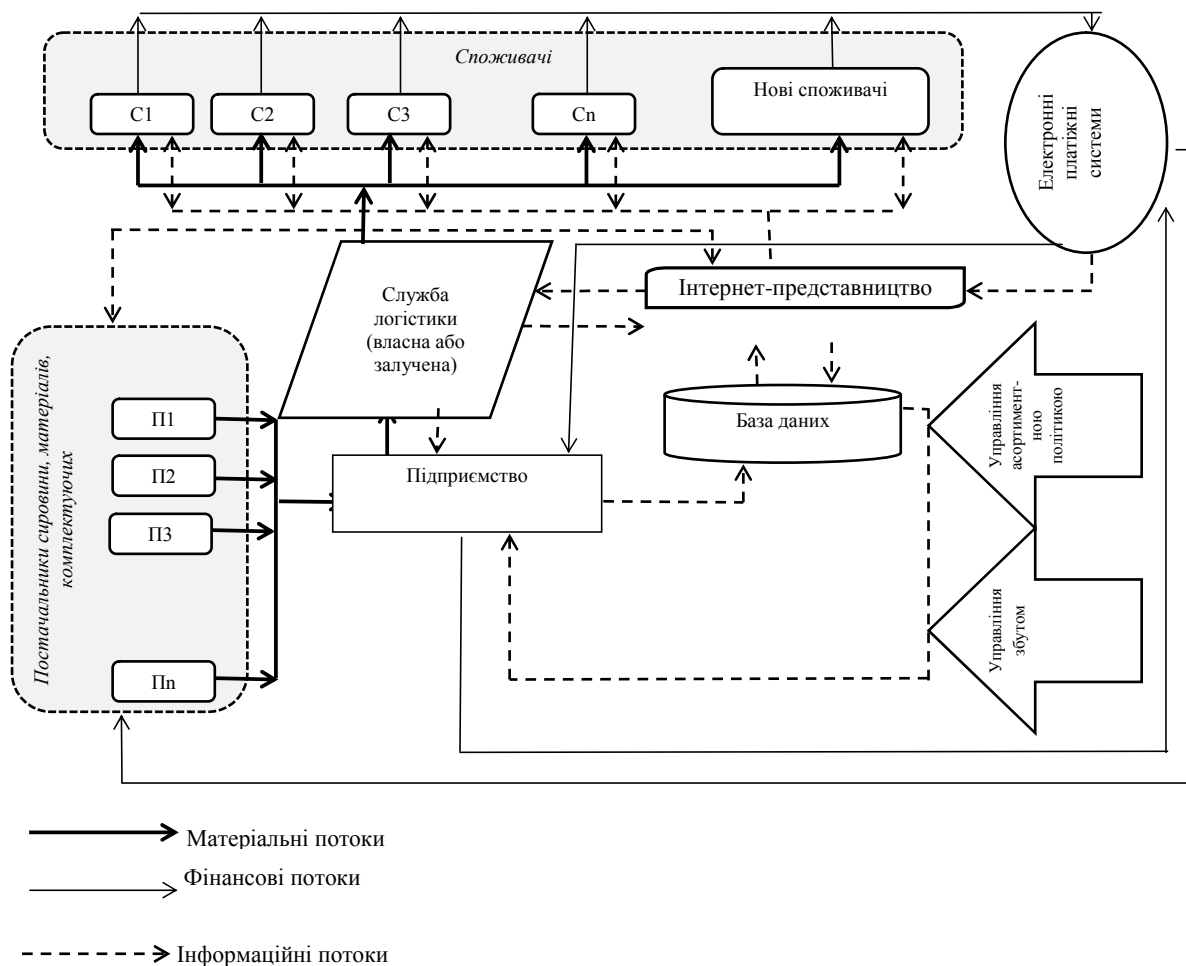 Споживачі
С1
С2
С3
Сn
Нові споживачі
Електронні
платіжні
системи
Служба
логістики
(власна або
залучена)
Інтернет-представництво
Постачальники сировини, матеріалів,
комплектуючих
П1
П2
П3
Пn
Підприємство
База даних
Управління
асортимент-
ною
політикою
Управління
збутом
Матеріальні потоки
Фінансові потоки
Інформаційні потоки